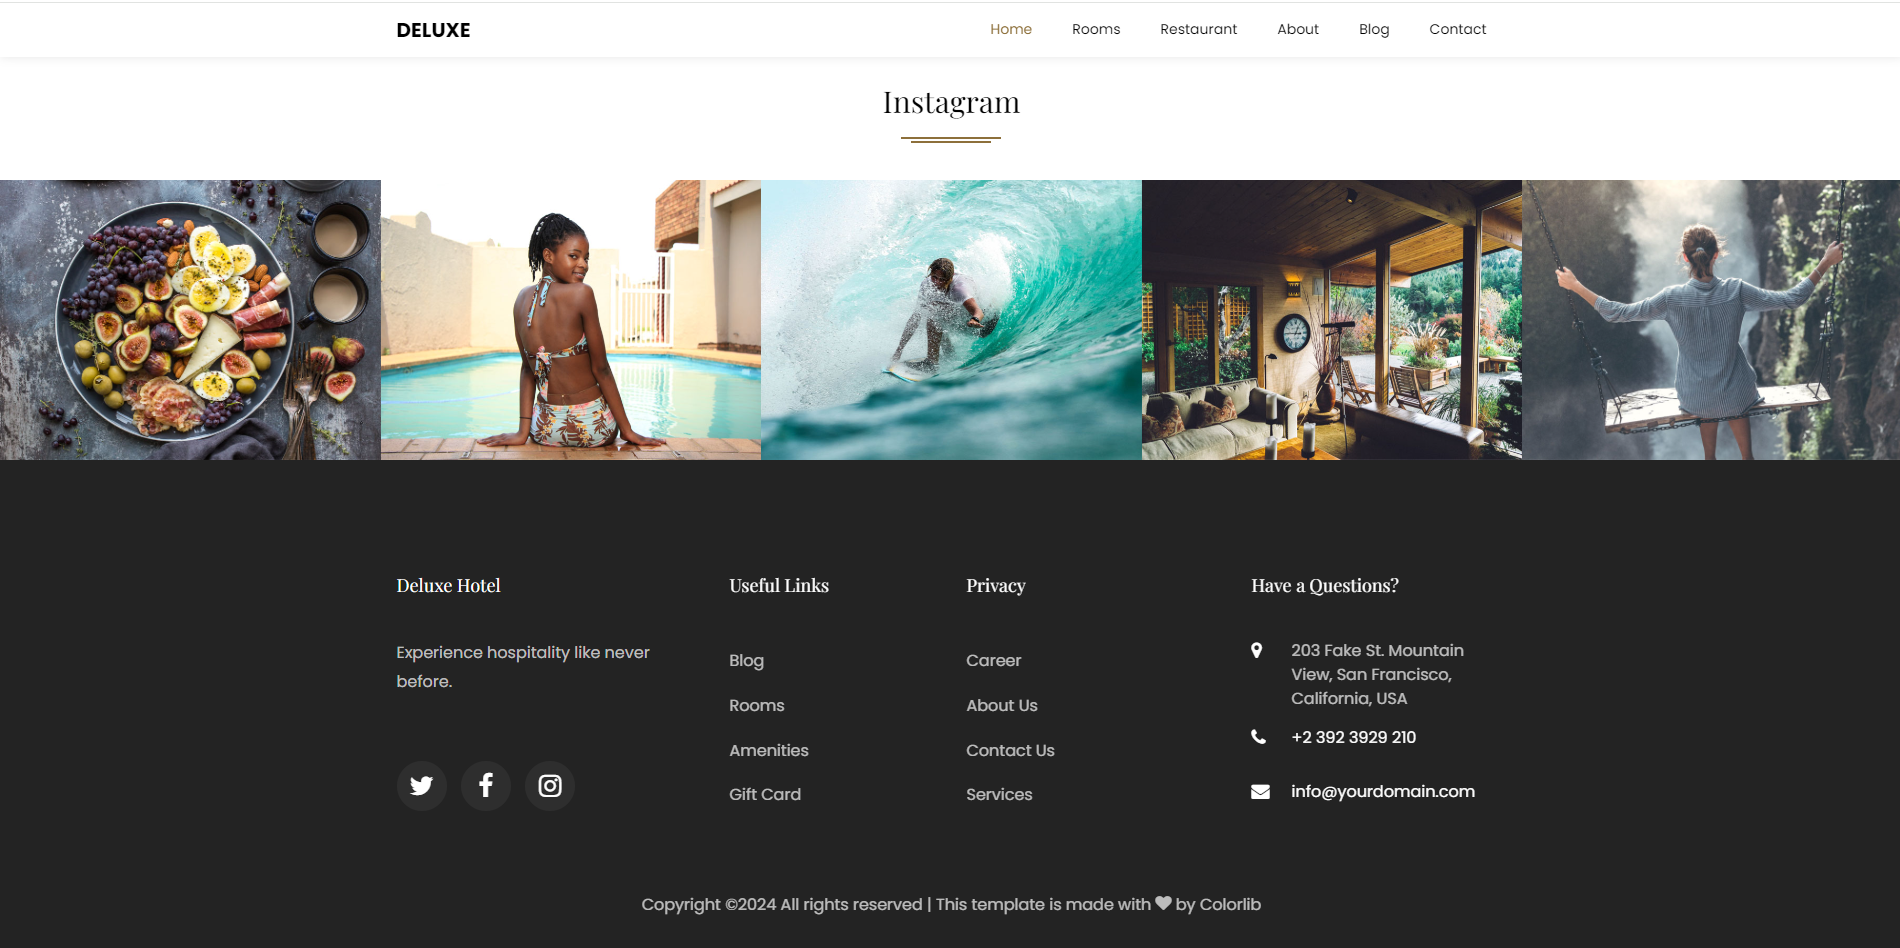 DELUXE
Home
Rooms
Restaurant
About
Blog
Contact
Instagram
Deluxe Hotel
Experience hospitality like never
before.
Useful Links
Blog
Rooms
Amenities
Gift Card
Privacy
Career
About Us
Contact Us
Services
Have a Questions?
203 Fake St. Mountain
View, San Francisco,
California, USA
+2 392 3929 210
info@yourdomain.com
Copyright ©2024 All rights reserved | This template is made with ♥ by Colorlib